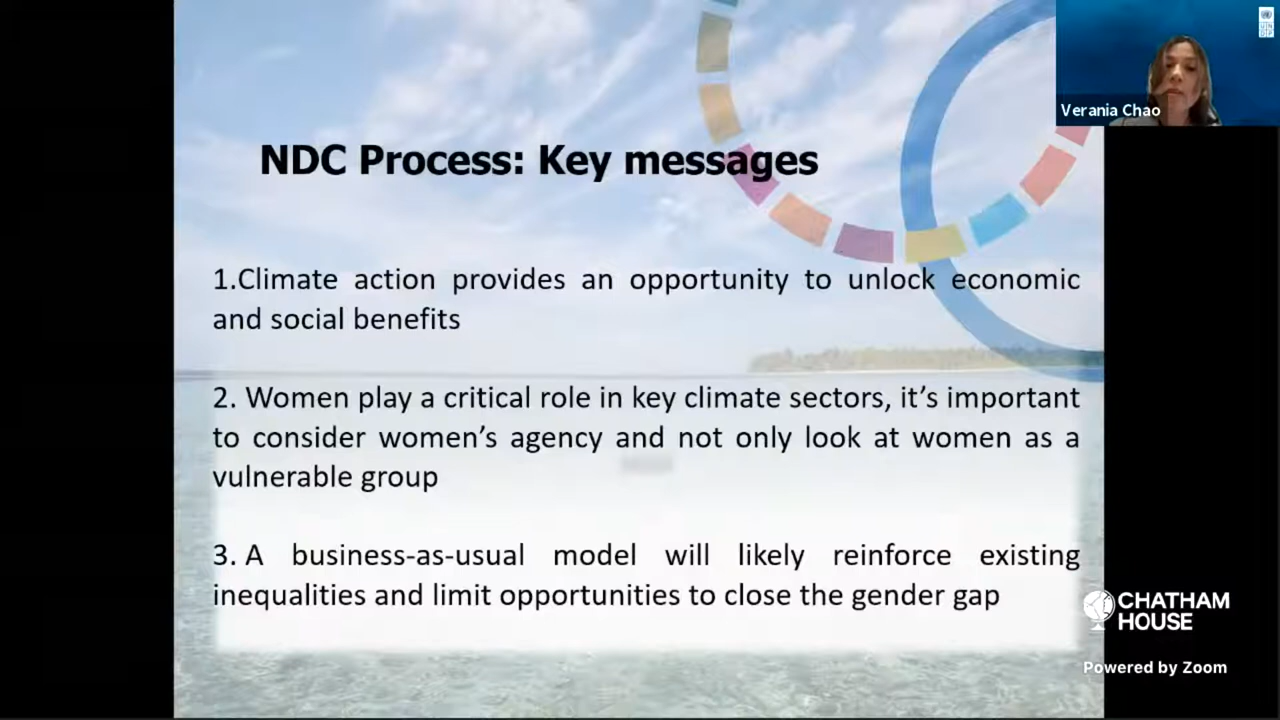 UN
DP
Verania Chao
NDC Process: Key messages
1.Climate action provides an opportunity to unlock economic
and social benefits
2. Women play a critical role in key climate sectors, it’s important
to consider women’s agency and not only look at women as a
vulnerable group
3. A business-as-usual model will likely reinforce existing
inequalities and limit opportunities to close the gender gap
CHATHAM
HOUSE
Powered by Zoom